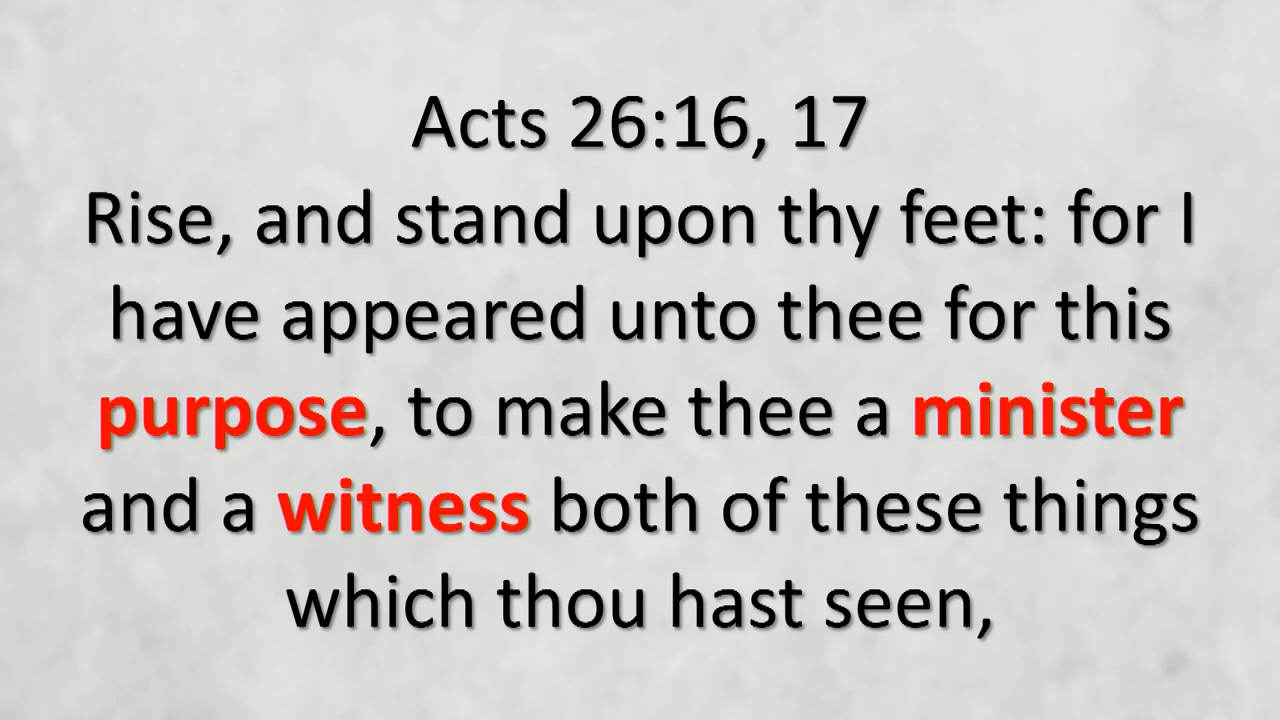 Acts 26:16, 17
Rise, and stand upon thy feet: for I
have appeared unto thee for this
purpose, to make thee a minister
and a witness both of these things
which thou hast seen,